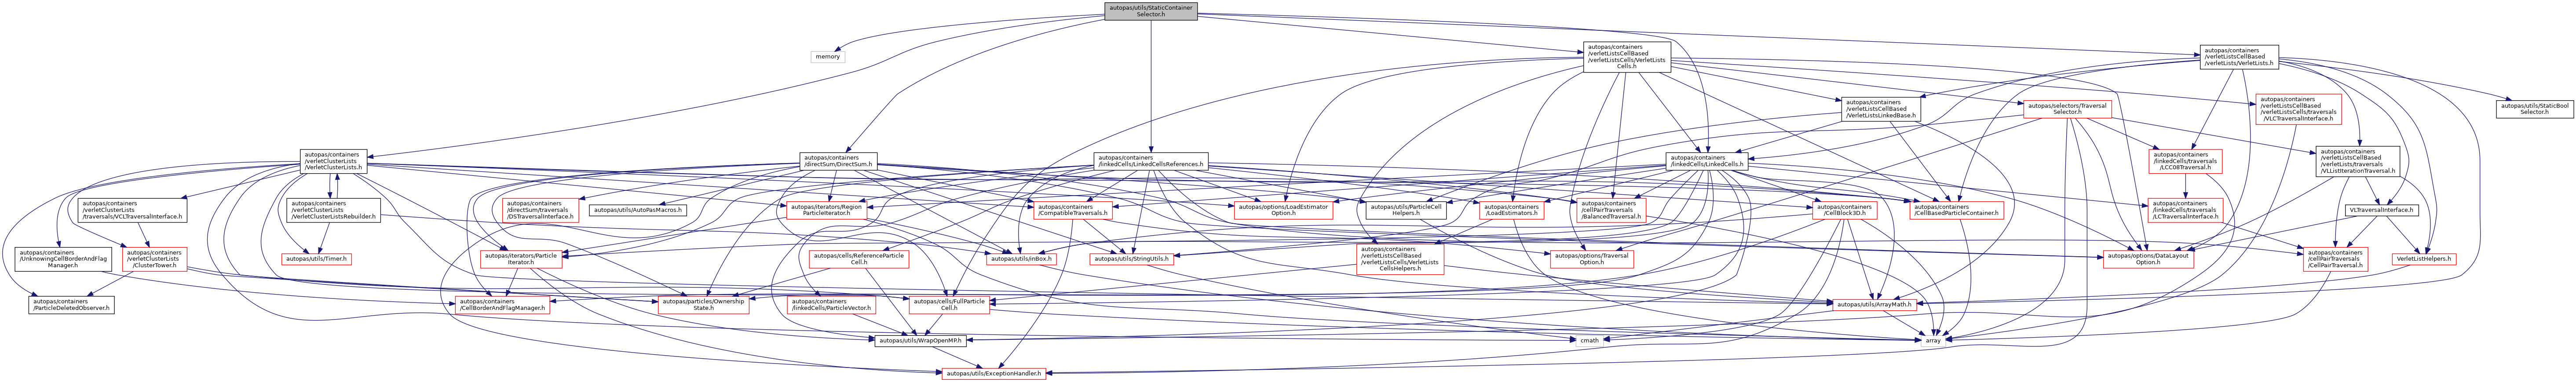 autopas/utils/StaticContainer
Selector.h
memory
autopas/containers
/verletListsCellBased
/verletListsCells/VerletLists
Cells.h
autopas/containers
/verletListsCellBased
/verletLists/VerletLists.h
autopas/containers
/verletListsCellBased
/VerletListsLinkedBase.h
autopas/selectors/Traversal
Selector.h
autopas/containers
/verletListsCellBased
/verletListsCells/traversals
/VLCTraversalInterface.h
autopas/utils/StaticBool
Selector.h
autopas/containers
/verletClusterLists
/VerletClusterLists.h
autopas/containers
/directSum/DirectSum.h
autopas/containers
/linkedCells/LinkedCellsReferences.h
autopas/containers
/linkedCells/LinkedCells.h
autopas/containers
/linkedCells/traversals
/LCC08Traversal.h
autopas/containers
/verletListsCellBased
/verletLists/traversals
/VLListIterationTraversal.h
autopas/containers
/verletClusterLists
/traversals/VCLTraversalInterface.h
autopas/containers
/verletClusterLists
/VerletClusterListsRebuilder.h
autopas/containers
/directSum/traversals
/DSTraversalInterface.h
autopas/utils/AutoPasMacros.h
autopas/iterators/Region
ParticleIterator.h
autopas/containers
/CompatibleTraversals.h
autopas/options/LoadEstimator
Option.h
autopas/utils/ParticleCell
Helpers.h
autopas/containers
/LoadEstimators.h
autopas/containers
/cellPairTraversals
/BalancedTraversal.h
autopas/containers
/CellBlock3D.h
autopas/containers
/CellBasedParticleContainer.h
autopas/containers
/linkedCells/traversals
/LCTraversalInterface.h
VLTraversalInterface.h
autopas/containers
/UnknowingCellBorderAndFlag
Manager.h
autopas/containers
/verletClusterLists
/ClusterTower.h
autopas/utils/Timer.h
autopas/iterators/Particle
Iterator.h
autopas/cells/ReferenceParticle
Cell.h
autopas/utils/inBox.h
autopas/utils/StringUtils.h
autopas/containers
/verletListsCellBased
/verletListsCells/VerletLists
CellsHelpers.h
autopas/options/Traversal
Option.h
autopas/options/DataLayout
Option.h
autopas/containers
/cellPairTraversals
/CellPairTraversal.h
VerletListHelpers.h
autopas/containers
/ParticleDeletedObserver.h
autopas/containers
/CellBorderAndFlagManager.h
autopas/particles/Ownership
State.h
autopas/containers
/linkedCells/ParticleVector.h
autopas/cells/FullParticle
Cell.h
autopas/utils/ArrayMath.h
autopas/utils/WrapOpenMP.h
cmath
array
autopas/utils/ExceptionHandler.h